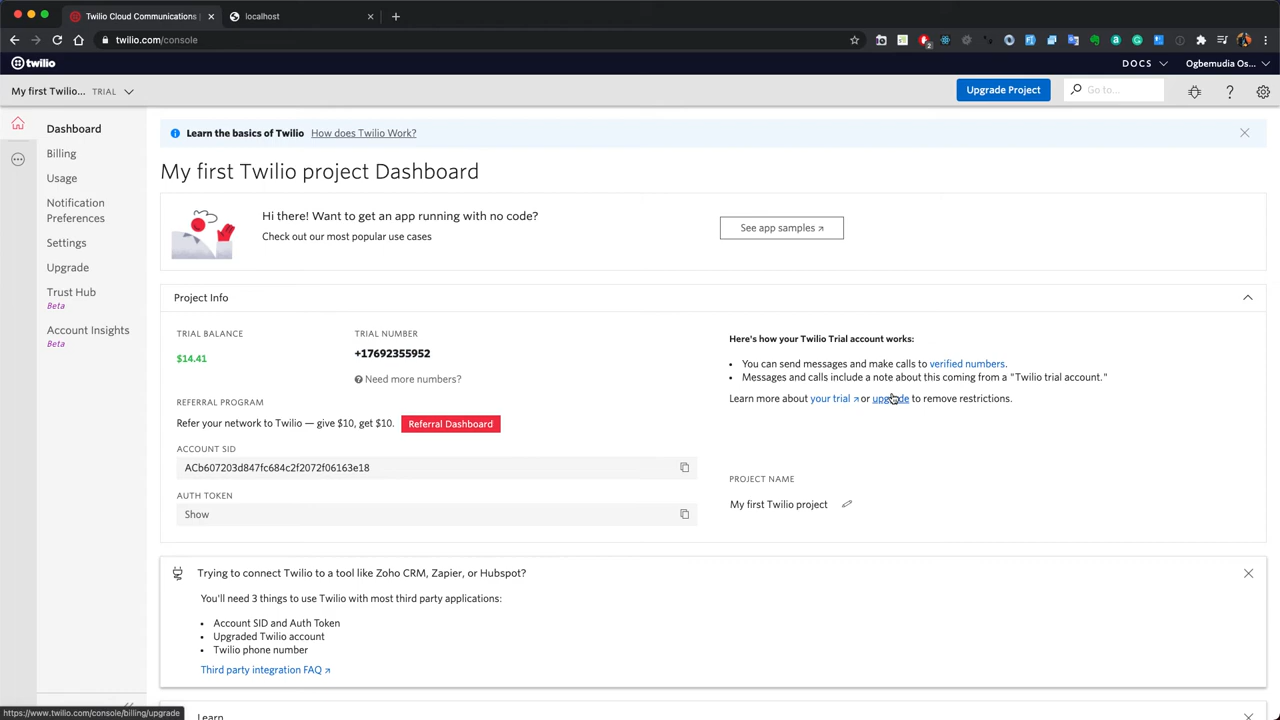 Twilio Cloud Communications
localhost
twilio.com/console
2
twilio
DOCS
Ogbemudia Os...
My first Twilio... TRIAL
Upgrade Project
Go to...
Dashboard
Billing
Usage
Notification
Preferences
Settings
Upgrade
Trust Hub
Beta
Account Insights
Beta
Learn the basics of Twilio How does Twilio Work?
My first Twilio project Dashboard
Hi there! Want to get an app running with no code?
Check out our most popular use cases
See app samples ↗
Project Info
TRIAL BALANCE
$14.41
TRIAL NUMBER
+17692355952
Need more numbers?
REFERRAL PROGRAM
Refer your network to Twilio — give $10, get $10. Referral Dashboard
ACCOUNT SID
ACb607203d847fc684c2f2072f06163e18
AUTH TOKEN
Show
Here's how your Twilio Trial account works:
• You can send messages and make calls to verified numbers.
• Messages and calls include a note about this coming from a "Twilio trial account."
Learn more about your trial ↗ or upgrade to remove restrictions.
PROJECT NAME
My first Twilio project
Trying to connect Twilio to a tool like Zoho CRM, Zapier, or Hubspot?
You'll need 3 things to use Twilio with most third party applications:
• Account SID and Auth Token
• Upgraded Twilio account
• Twilio phone number
Third party integration FAQ ↗
Learn
https://www.twilio.com/console/billing/upgrade